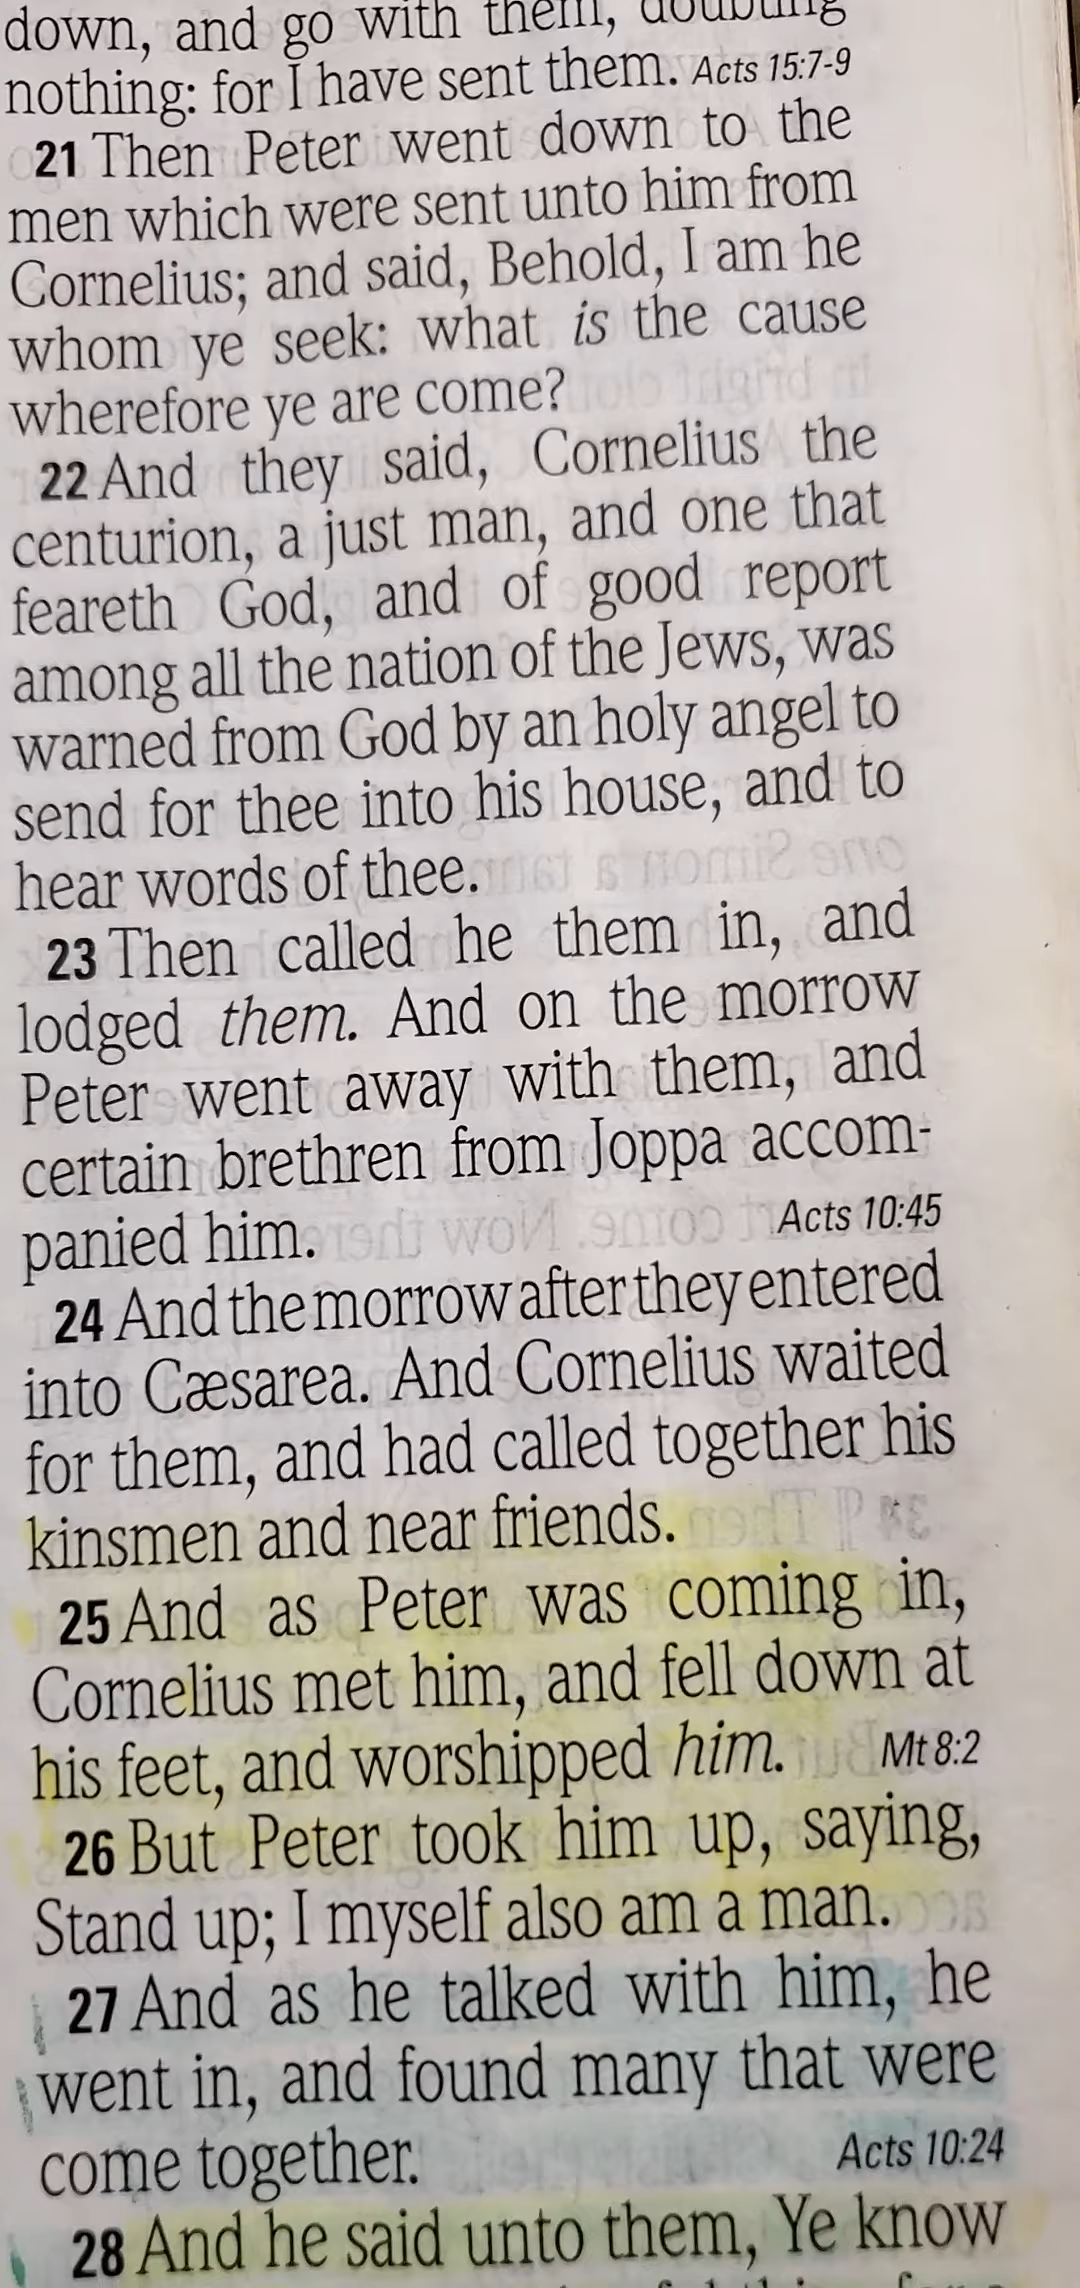 down, and go with them, doubting
nothing: for I have sent them. Acts 15:7-9
21 Then Peter went down to the
men which were sent unto him from
Cornelius; and said, Behold, I am he
whom ye seek: what is the cause
wherefore ye are come?
22 And they said, Cornelius the
centurion, a just man, and one that
feareth God, and of good report
among all the nation of the Jews, was
warned from God by an holy angel to
send for thee into his house, and to
hear words of thee.
23 Then called he them in, and
lodged them. And on the morrow
Peter went away with them, and
certain brethren from Joppa accom-
panied him. Acts 10:45
24 And the morrow after they entered
into Cæsarea. And Cornelius waited
for them, and had called together his
kinsmen and near friends.
25 And as Peter was coming in,
Cornelius met him, and fell down at
his feet, and worshipped him. Mt 8:2
26 But Peter took him up, saying,
Stand up; I myself also am a man.
27 And as he talked with him, he
went in, and found many that were
come together. Acts 10:24
28 And he said unto them, Ye know